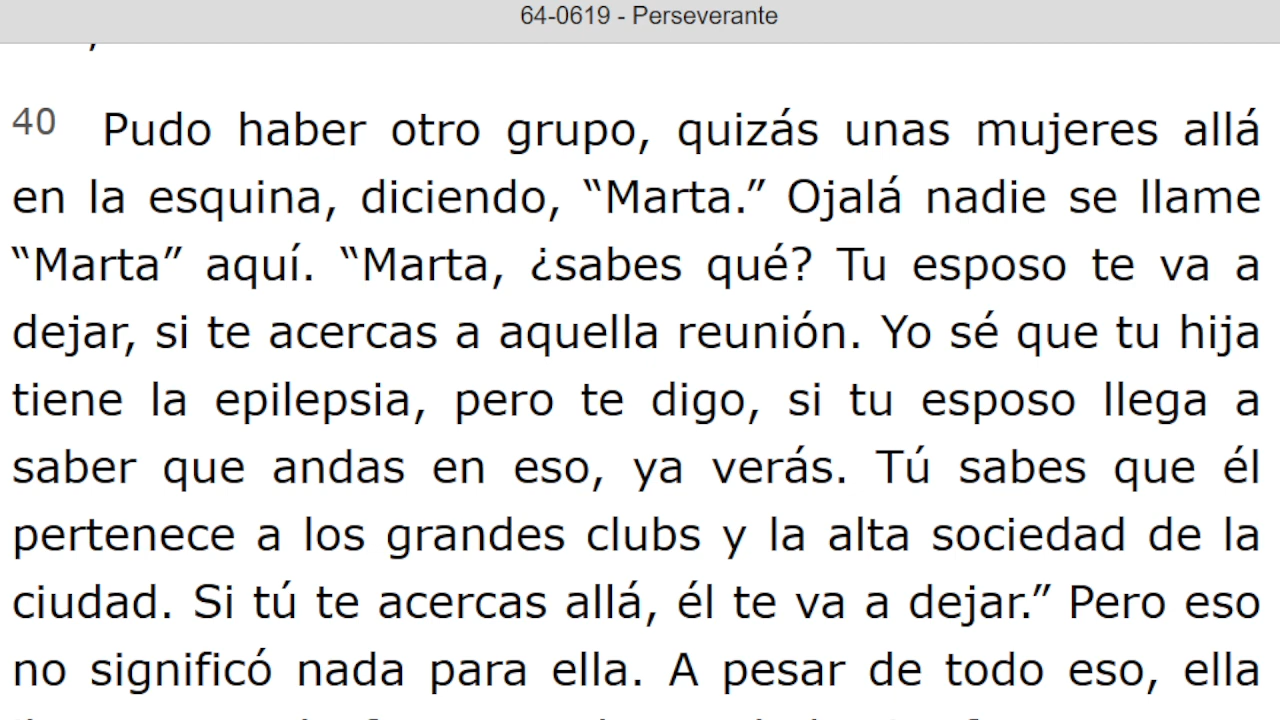 64-0619 - Perseverante
40 Pudo haber otro grupo, quizás unas mujeres allá
en la esquina, diciendo, “Marta.” Ojalá nadie se llame
“Marta” aquí. “Marta, ¿sabes qué? Tu esposo te va a
dejar, si te acercas a aquella reunión. Yo sé que tu hija
tiene la epilepsia, pero te digo, si tu esposo llega a
saber que andas en eso, ya verás. Tú sabes que él
pertenece a los grandes clubs y la alta sociedad de la
ciudad. Si tú te acercas allá, él te va a dejar.” Pero eso
no significó nada para ella. A pesar de todo eso, ella